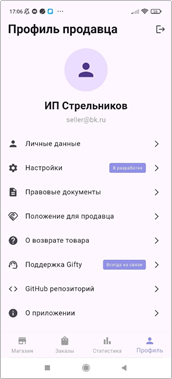 17:06
Профиль продавца
ИП Стрельников
seller@bk.ru
Личные данные
Настройки
В разработке
Правовые документы
Положение для продавца
О возврате товара
Поддержка Gifty
Всегда на связи
GitHub репозиторий
О приложении
Магазин
Заказы
Статистика
Профиль